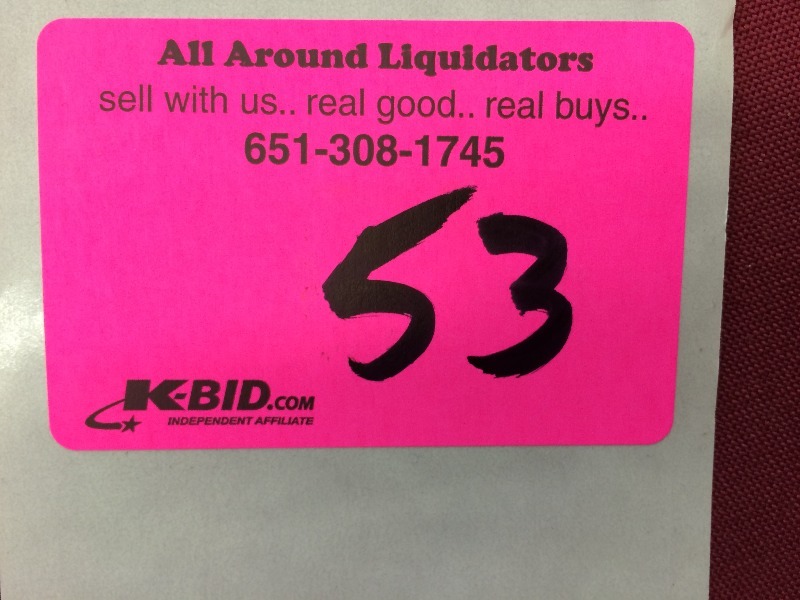 All Around Liquidators
sell with us.. real good.. real buys..
651-308-1745
53
K-BID.COM
INDEPENDENT AFFILIATE